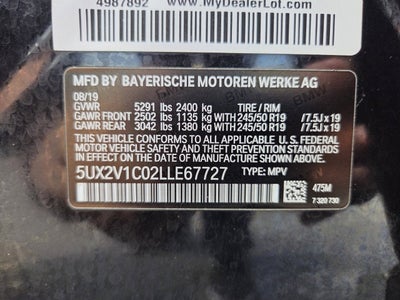 4987892 www.MyDealerLot.com
MFD BY BAYERISCHE MOTOREN WERKE AG
08/19
GVWR 5291 lbs 2400 kg TIRE / RIM
GAWR FRONT 2502 lbs 1135 kg WITH 245/50 R19 /7.5J x 19
GAWR REAR 3042 lbs 1380 kg WITH 245/50 R19 /7.5J x 19
THIS VEHICLE CONFORMS TO ALL APPLICABLE U. S. FEDERAL
MOTOR VEHICLE SAFETY STANDARDS IN EFFECT ON THE
DATE OF MANUFACTURE SHOWN ABOVE.
5UX2V1C02LLE67727 TYPE: MPV
475M
7 320 730